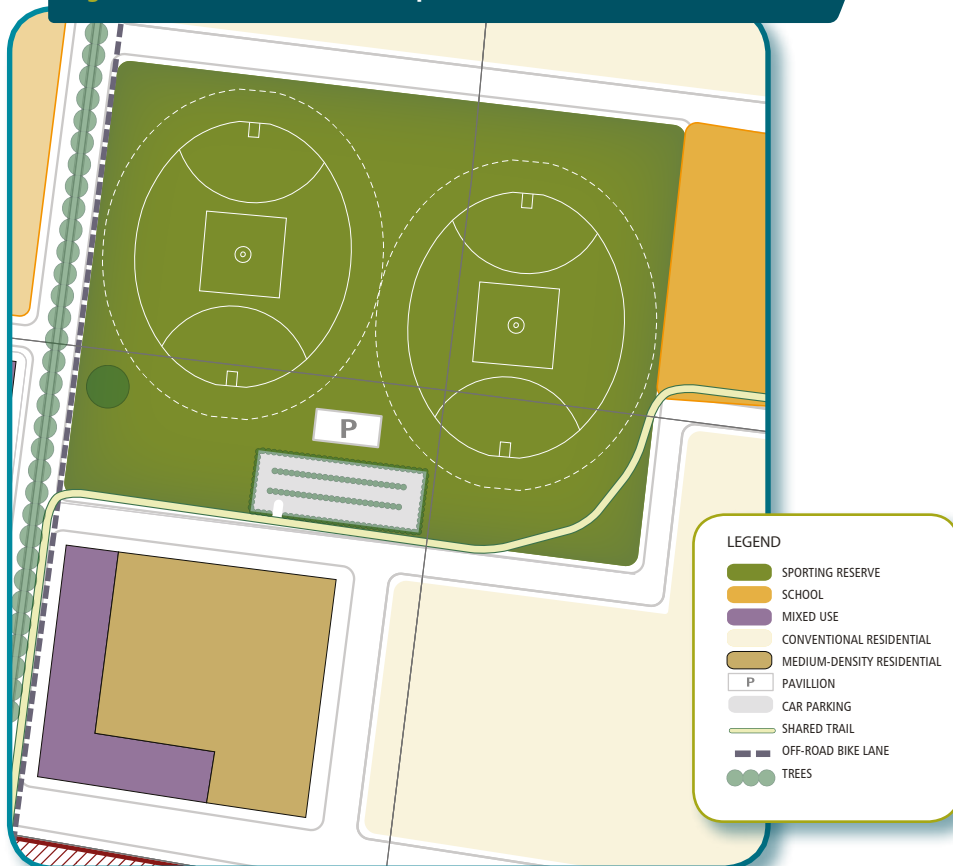 P
LEGEND
SPORTING RESERVE
SCHOOL
MIXED USE
CONVENTIONAL RESIDENTIAL
MEDIUM-DENSITY RESIDENTIAL
P PAVILLION
CAR PARKING
SHARED TRAIL
OFF-ROAD BIKE LANE
TREES